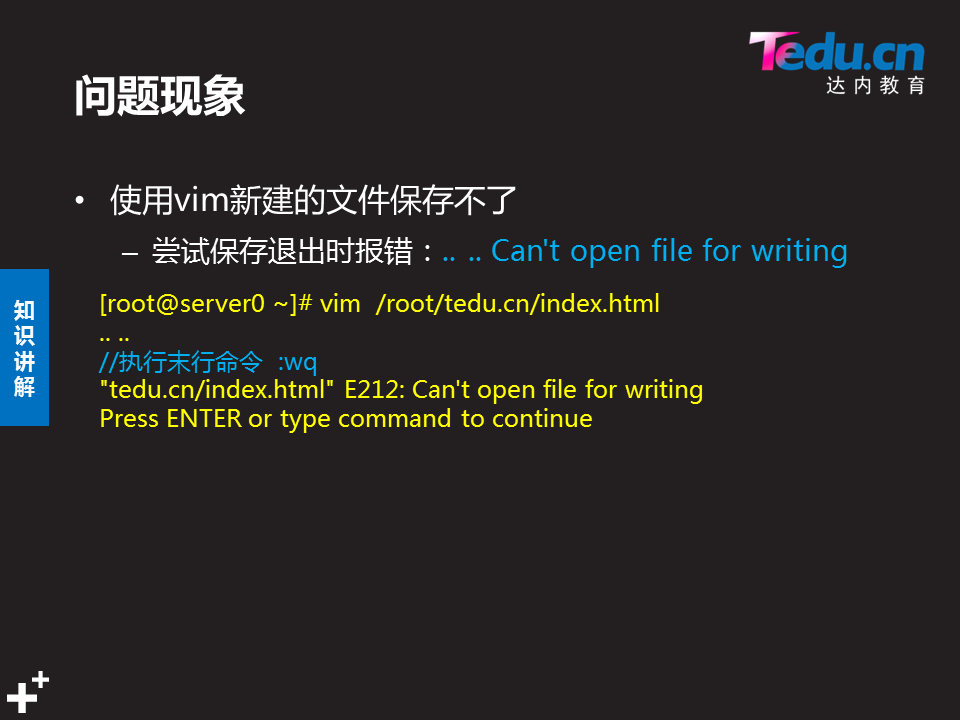 Tedu.cn
达内教育
问题现象
• 使用vim新建的文件保存不了
– 尝试保存退出时报错：.. .. Can't open file for writing
知识讲解
[root@server0 ~]# vim  /root/tedu.cn/index.html
.. ..
//执行末行命令  :wq
"tedu.cn/index.html" E212: Can't open file for writing
Press ENTER or type command to continue